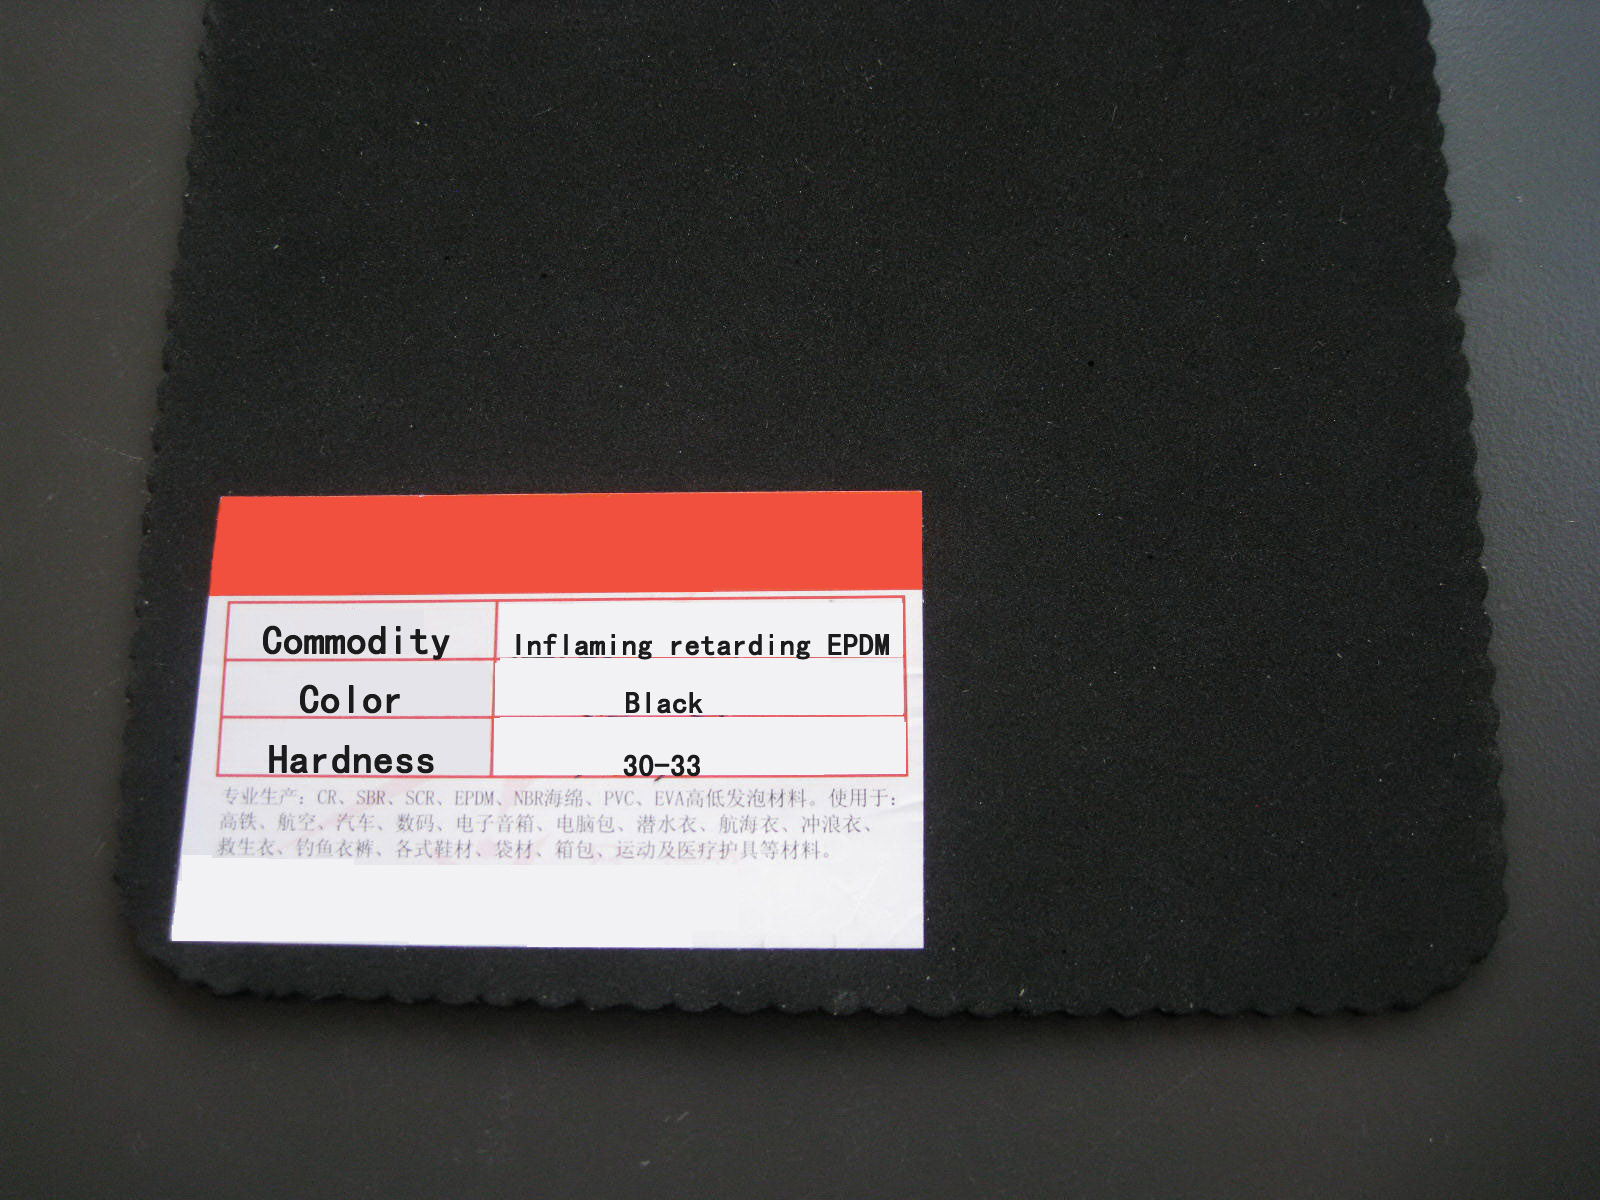 Commodity Inflaming retarding EPDM
Color Black
Hardness 30-33
专业生产：CR、SBR、SCR、EPDM、NBR海绵、PVC、EVA高低发泡材料。使用于：
高铁、航空、汽车、数码、电子音箱、电脑包、潜水衣、航海衣、冲浪衣、
救生衣、钓鱼衣裤、各式鞋材、袋材、箱包、运动及医疗护具等材料。